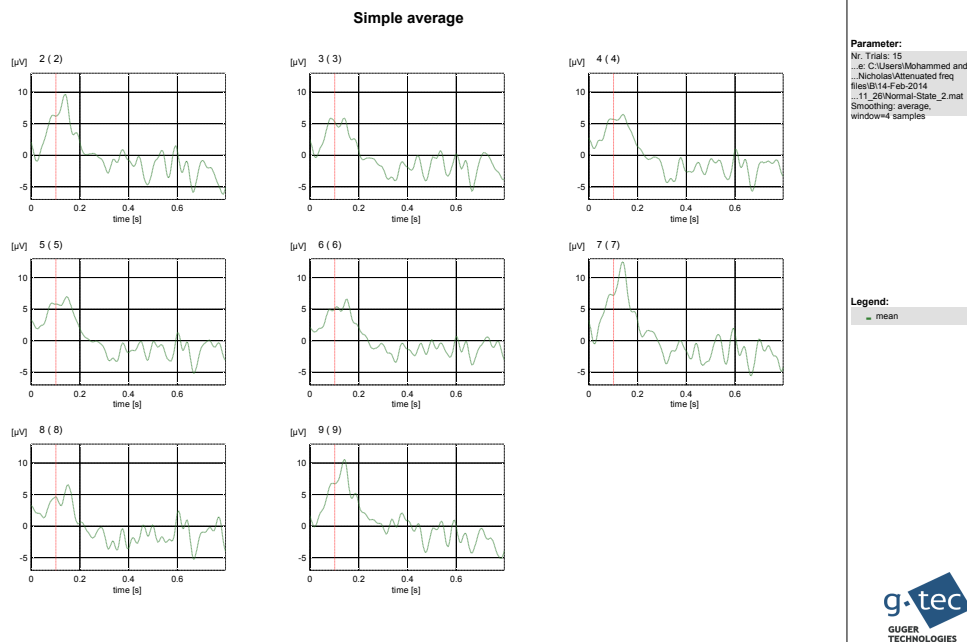 Simple average
[µV] 2 ( 2)
10
5
0
-5
0 0.2 0.4 0.6
time [s]
[µV] 3 ( 3)
10
5
0
-5
0 0.2 0.4 0.6
time [s]
[µV] 4 ( 4)
10
5
0
-5
0 0.2 0.4 0.6
time [s]
[µV] 5 ( 5)
10
5
0
-5
0 0.2 0.4 0.6
time [s]
[µV] 6 ( 6)
10
5
0
-5
0 0.2 0.4 0.6
time [s]
[µV] 7 ( 7)
10
5
0
-5
0 0.2 0.4 0.6
time [s]
[µV] 8 ( 8)
10
5
0
-5
0 0.2 0.4 0.6
time [s]
[µV] 9 ( 9)
10
5
0
-5
0 0.2 0.4 0.6
time [s]
Parameter:
Nr. Trials: 15
...e: C:\Users\Mohammed and
...Nicholas\Attenuated freq
files\B\14-Feb-2014
...11_26\Normal-State_2.mat
Smoothing: average,
window=4 samples
Legend:
mean
g.tec
GUGER
TECHNOLOGIES